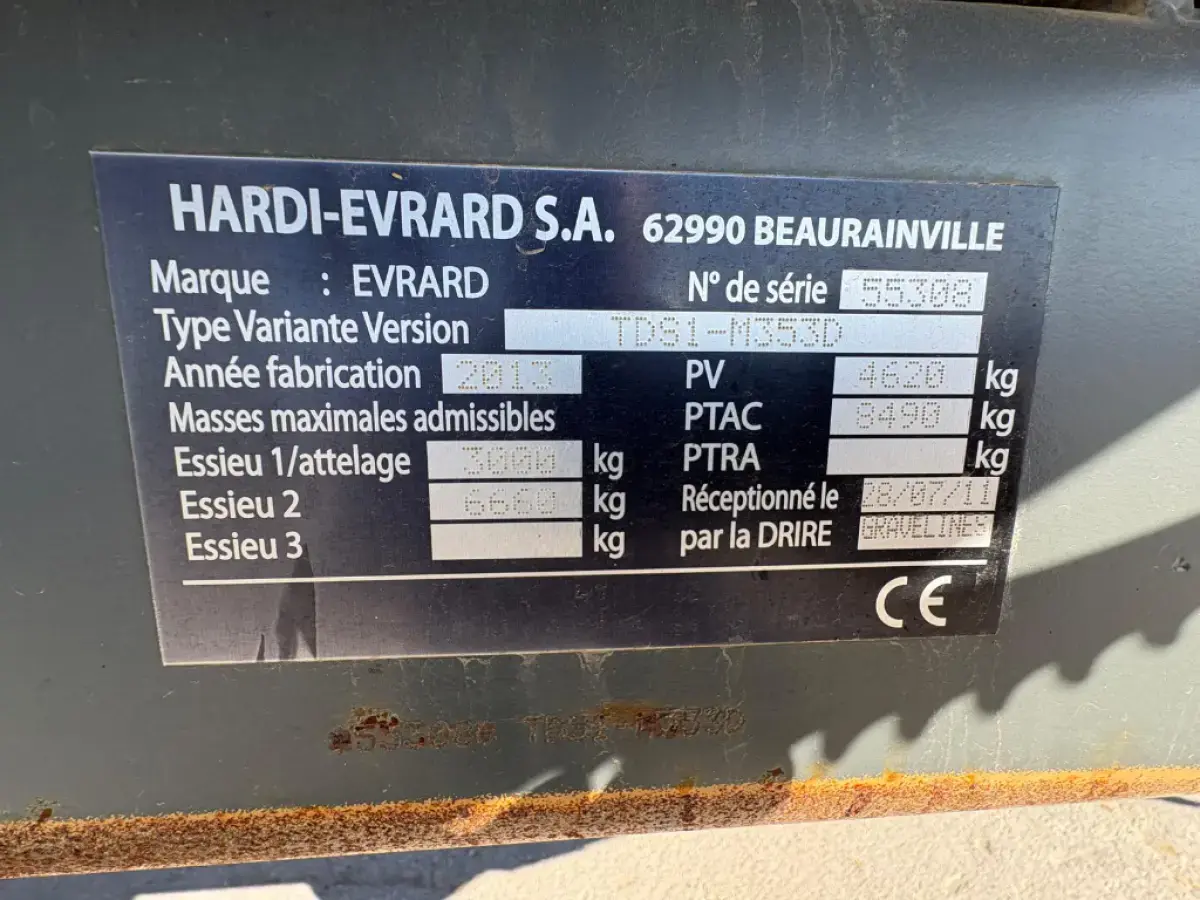 HARDI-EVRARD S.A. 62990 BEAURAINVILLE
Marque : EVRARD N° de série 55308
Type Variante Version TDS1-M353D
Année fabrication 2013 PV 4620 kg
Masses maximales admissibles PTAC 8490 kg
Essieu 1/attelage 3000 kg PTRA kg
Essieu 2 6660 kg Réceptionné le 28/07/11
Essieu 3 kg par la DRIRE GRAVELINES
CE